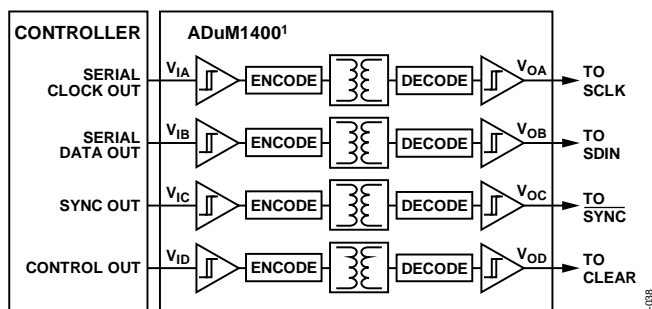 CONTROLLER
ADuM1400¹
SERIAL
CLOCK OUT
V_IA
ENCODE
DECODE
V_OA
TO
SCLK
SERIAL
DATA OUT
V_IB
ENCODE
DECODE
V_OB
TO
SDIN
SYNC OUT
V_IC
ENCODE
DECODE
V_OC
TO
SYNC
CONTROL OUT
V_ID
ENCODE
DECODE
V_OD
TO
CLEAR
-038